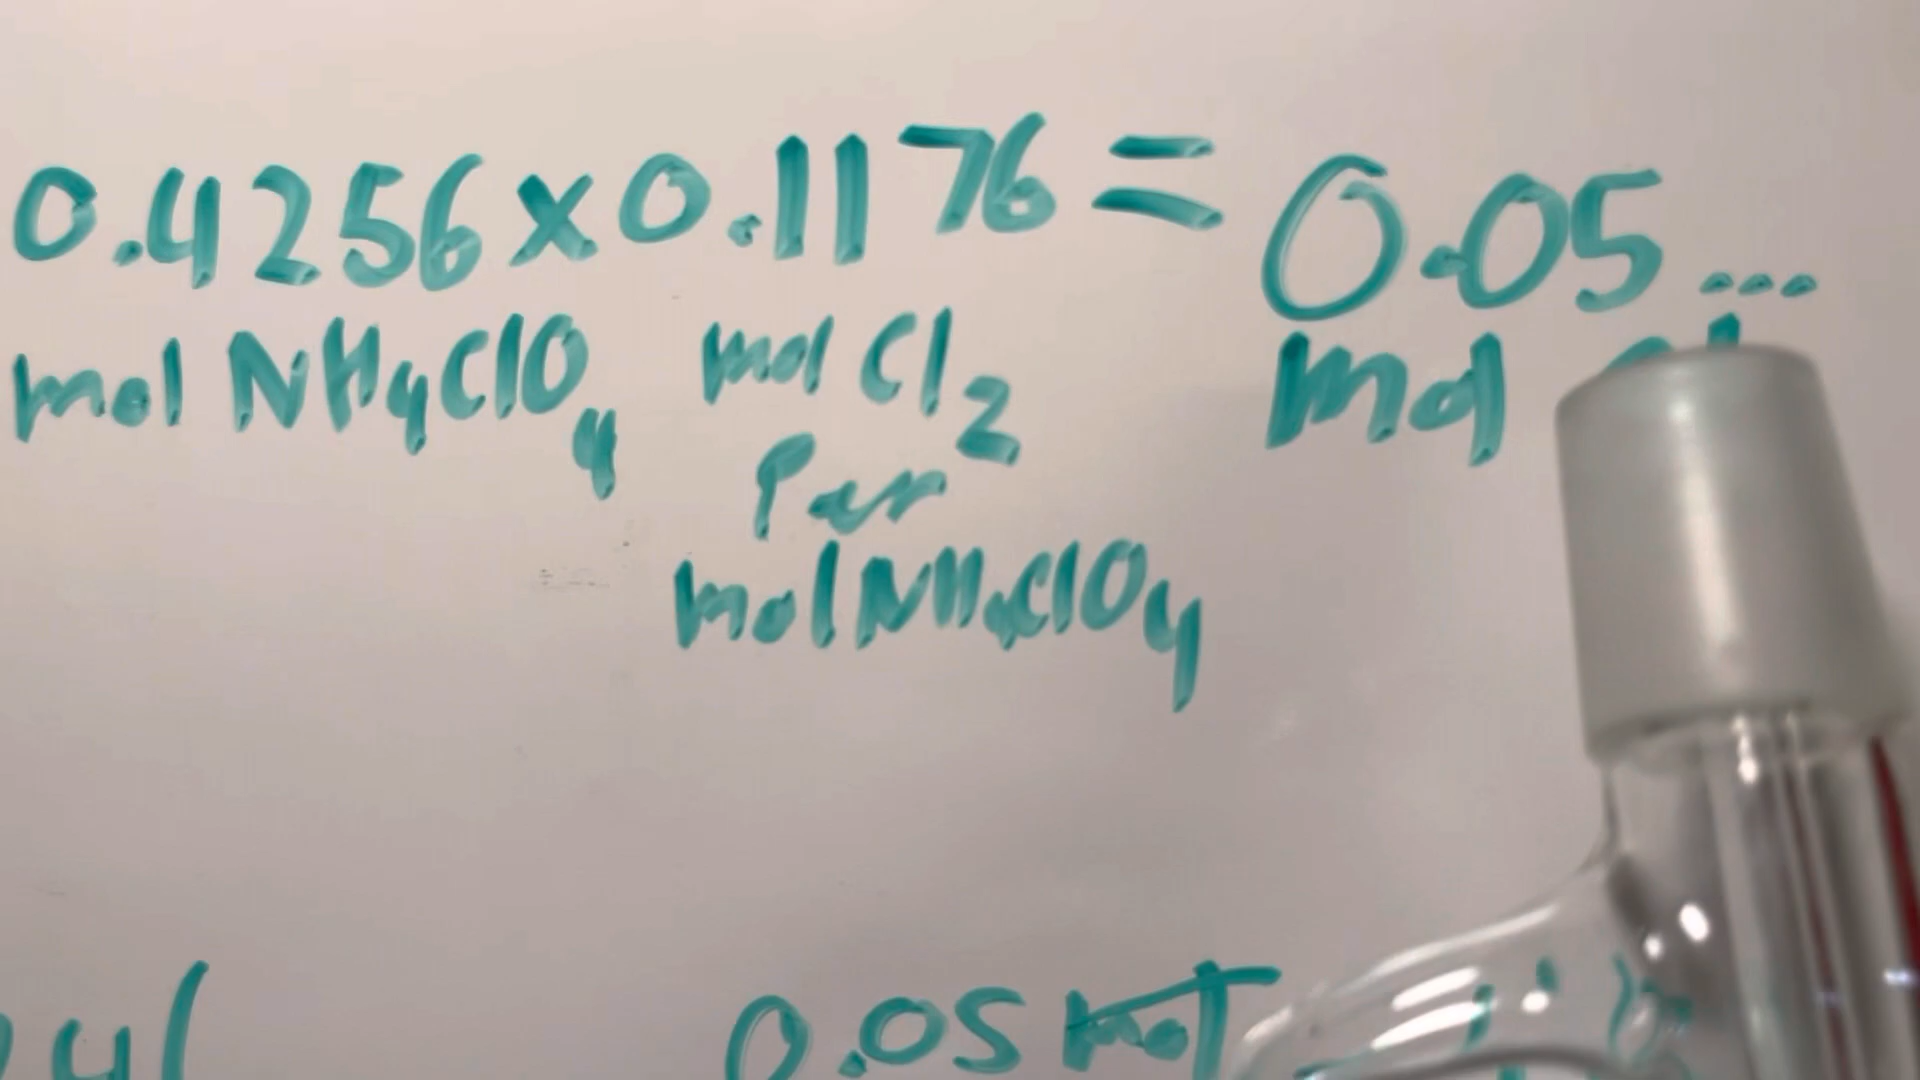 0.4256 x 0.1176 = 0.05...
mol NH4ClO4 mol Cl2 mol
Per
mol NH4ClO4
0.05 mol